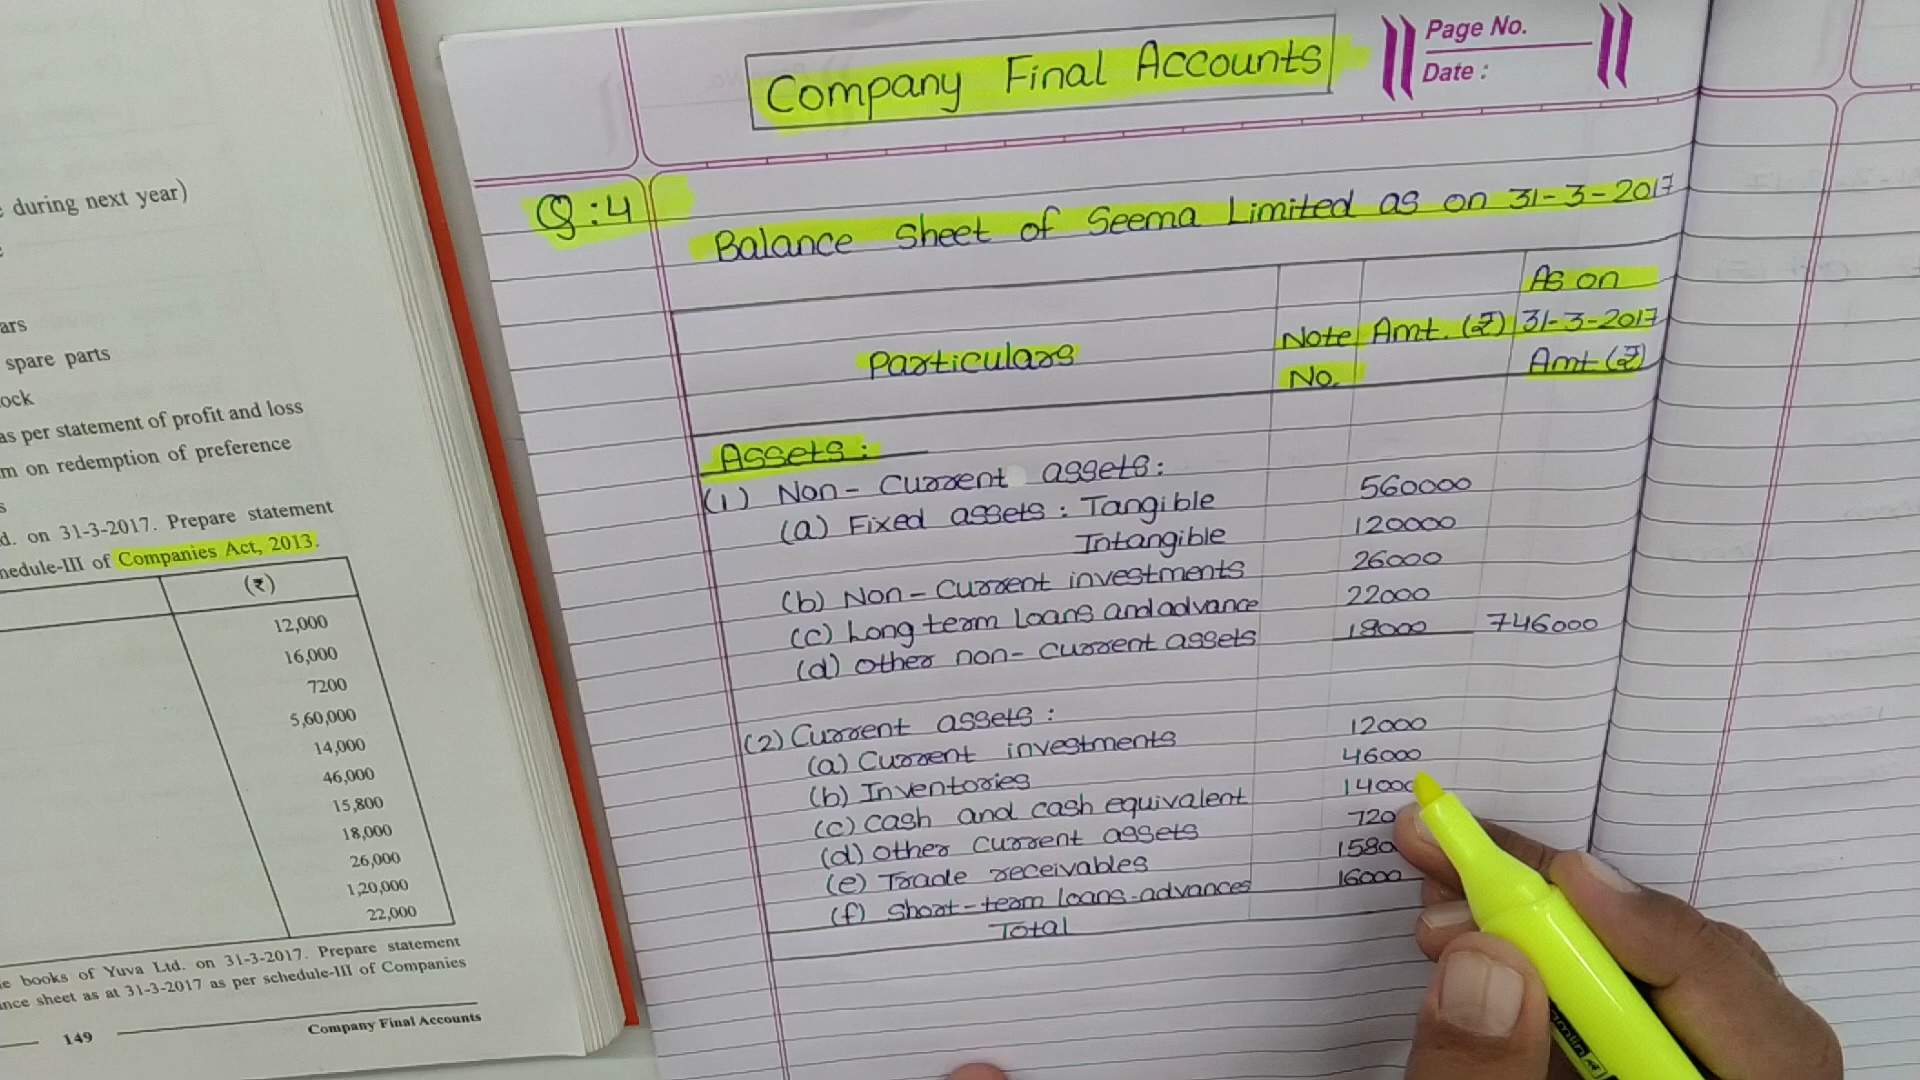 during next year)
ars
spare parts
ock
as per statement of profit and loss
m on redemption of preference
s
d. on 31-3-2017. Prepare statement
hedule-III of Companies Act, 2013.
(₹)
12,000
16,000
7200
5,60,000
14,000
46,000
15,800
18,000
26,000
1,20,000
22,000
e books of Yuva Ltd. on 31-3-2017. Prepare statement
ance sheet as at 31-3-2017 as per schedule-III of Companies
149 Company Final Accounts
Company Final Accounts
Page No.
Date :
Q:4
Balance Sheet of Seema Limited as on 31-3-2017
Particulars Note No. Amt. (₹) As on 31-3-2017 Amt (₹)
Assets:
(1) Non-Current assets:
(a) Fixed assets: Tangible 560000
Intangible 120000
(b) Non-Current investments 26000
(c) Long term Loans and advance 22000
(d) Other non-current assets 18000 746000
(2) Current assets:
(a) Current investments 12000
(b) Inventories 46000
(c) Cash and cash equivalent 14000
(d) Other Current assets 720
(e) Trade receivables 1580
(f) Short-term loans-advances 16000
Total